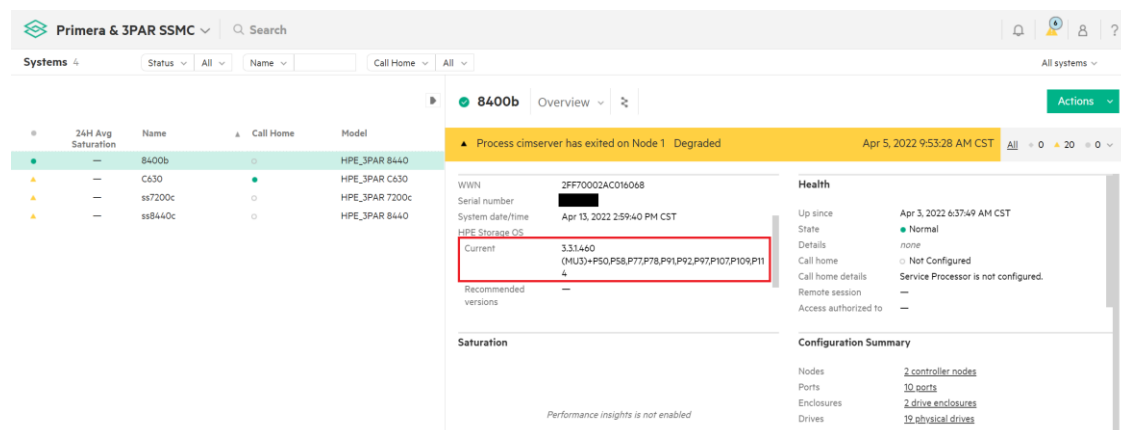 Primera & 3PAR SSMC
Search
6
?
Systems 4
Status All
Name
Call Home All
All systems
8400b Overview
Actions
24H Avg Saturation Name Call Home Model
— 8400b HPE_3PAR 8440
— C630 HPE_3PAR C630
— ss7200c HPE_3PAR 7200c
— ss8440c HPE_3PAR 8440
Process cimserver has exited on Node 1 Degraded Apr 5, 2022 9:53:28 AM CST All 0 20 0
WWN 2FF70002AC016068
Serial number
System date/time Apr 13, 2022 2:59:40 PM CST
HPE Storage OS
Current 3.3.1.460
(MU3)+P50,P58,P77,P78,P91,P92,P97,P107,P109,P11
4
Recommended —
versions
Health
Up since Apr 3, 2022 6:37:49 AM CST
State Normal
Details none
Call home Not Configured
Call home details Service Processor is not configured.
Remote session —
Access authorized to —
Saturation
Performance insights is not enabled
Configuration Summary
Nodes 2 controller nodes
Ports 10 ports
Enclosures 2 drive enclosures
Drives 19 physical drives